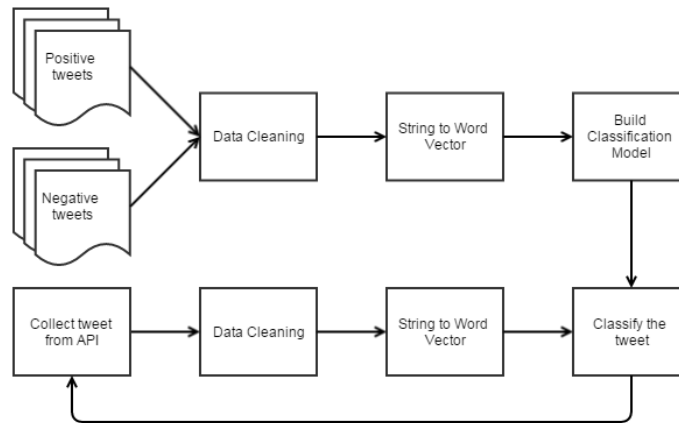 Positive
tweets
Data Cleaning
String to Word
Vector
Build
Classification
Model
Negative
tweets
Collect tweet
from API
Data Cleaning
String to Word
Vector
Classify the
tweet